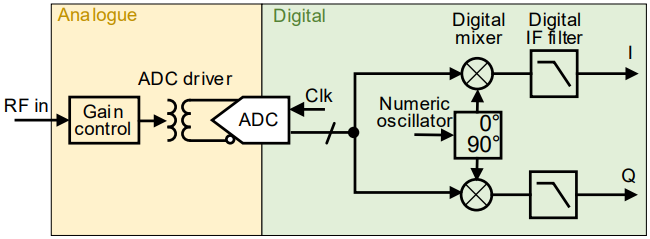 Analogue
Digital
Digital
mixer
Digital
IF filter
I
ADC driver
RF in
Gain
control
ADC
Clk
Numeric
oscillator
0°
90°
Q